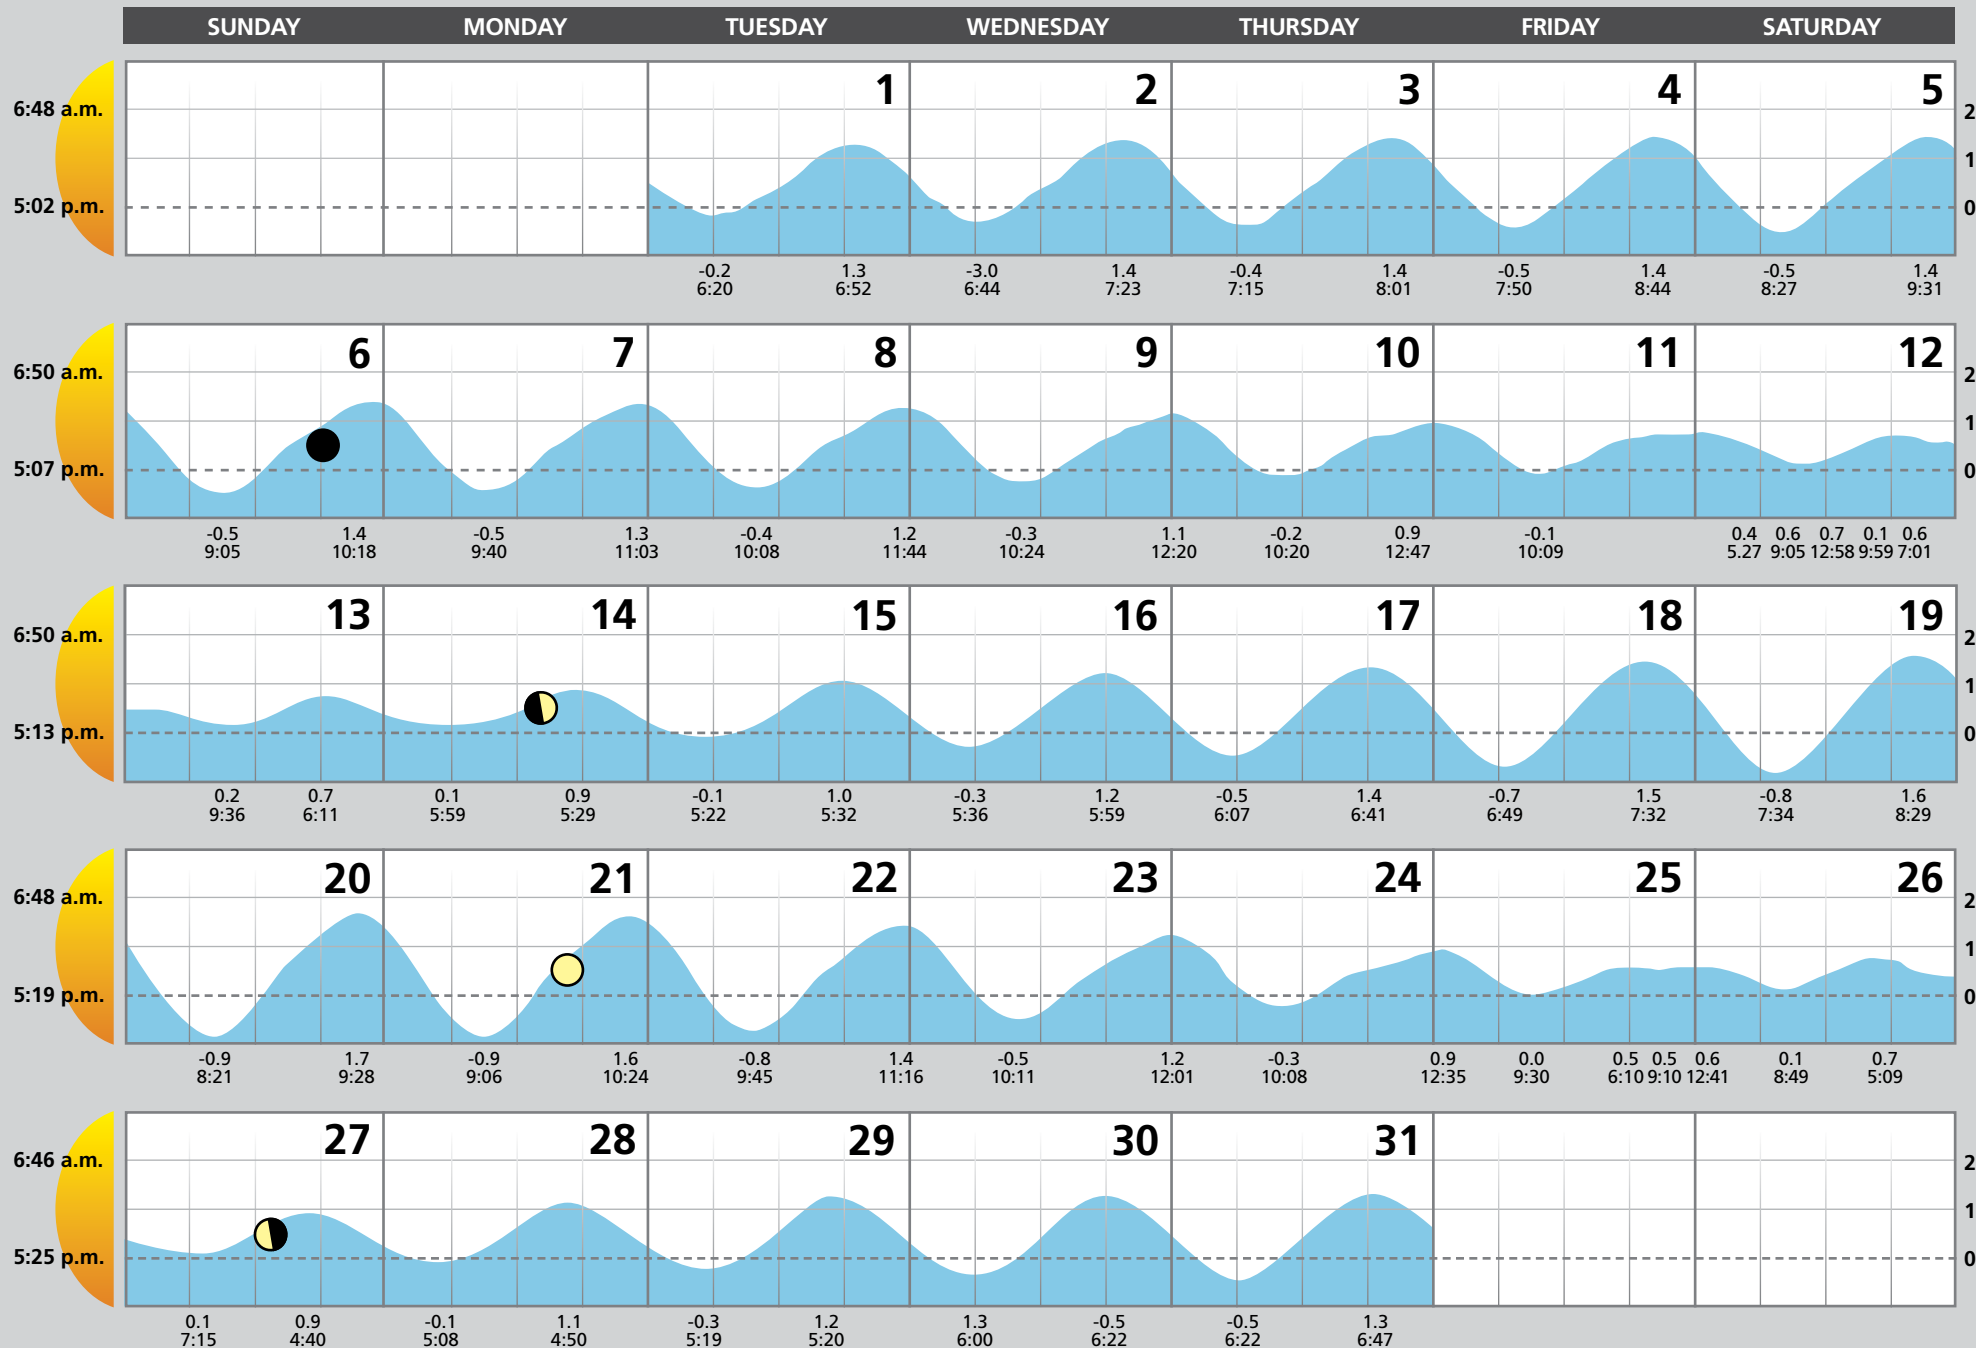 SUNDAY MONDAY TUESDAY WEDNESDAY THURSDAY FRIDAY SATURDAY
1 2 3 4 5
6:48 a.m. 2
1
5:02 p.m. 0
-0.2 1.3 -3.0 1.4 -0.4 1.4 -0.5 1.4 -0.5 1.4
6:20 6:52 6:44 7:23 7:15 8:01 7:50 8:44 8:27 9:31
6 7 8 9 10 11 12
6:50 a.m. 2
1
5:07 p.m. 0
-0.5 1.4 -0.5 1.3 -0.4 1.2 -0.3 1.1 -0.2 0.9 -0.1 0.4 0.6 0.7 0.1 0.6
9:05 10:18 9:40 11:03 10:08 11:44 10:24 12:20 10:20 12:47 10:09 5.27 9:05 12:58 9:59 7:01
13 14 15 16 17 18 19
6:50 a.m. 2
1
5:13 p.m. 0
0.2 0.7 0.1 0.9 -0.1 1.0 -0.3 1.2 -0.5 1.4 -0.7 1.5 -0.8 1.6
9:36 6:11 5:59 5:29 5:22 5:32 5:36 5:59 6:07 6:41 6:49 7:32 7:34 8:29
20 21 22 23 24 25 26
6:48 a.m. 2
1
5:19 p.m. 0
-0.9 1.7 -0.9 1.6 -0.8 1.4 -0.5 1.2 -0.3 0.9 0.0 0.5 0.5 0.6 0.1 0.7
8:21 9:28 9:06 10:24 9:45 11:16 10:11 12:01 10:08 12:35 9:30 6:10 9:10 12:41 8:49 5:09
27 28 29 30 31
6:46 a.m. 2
1
5:25 p.m. 0
0.1 0.9 -0.1 1.1 -0.3 1.2 1.3 -0.5 -0.5 1.3
7:15 4:40 5:08 4:50 5:19 5:20 6:00 6:22 6:22 6:47